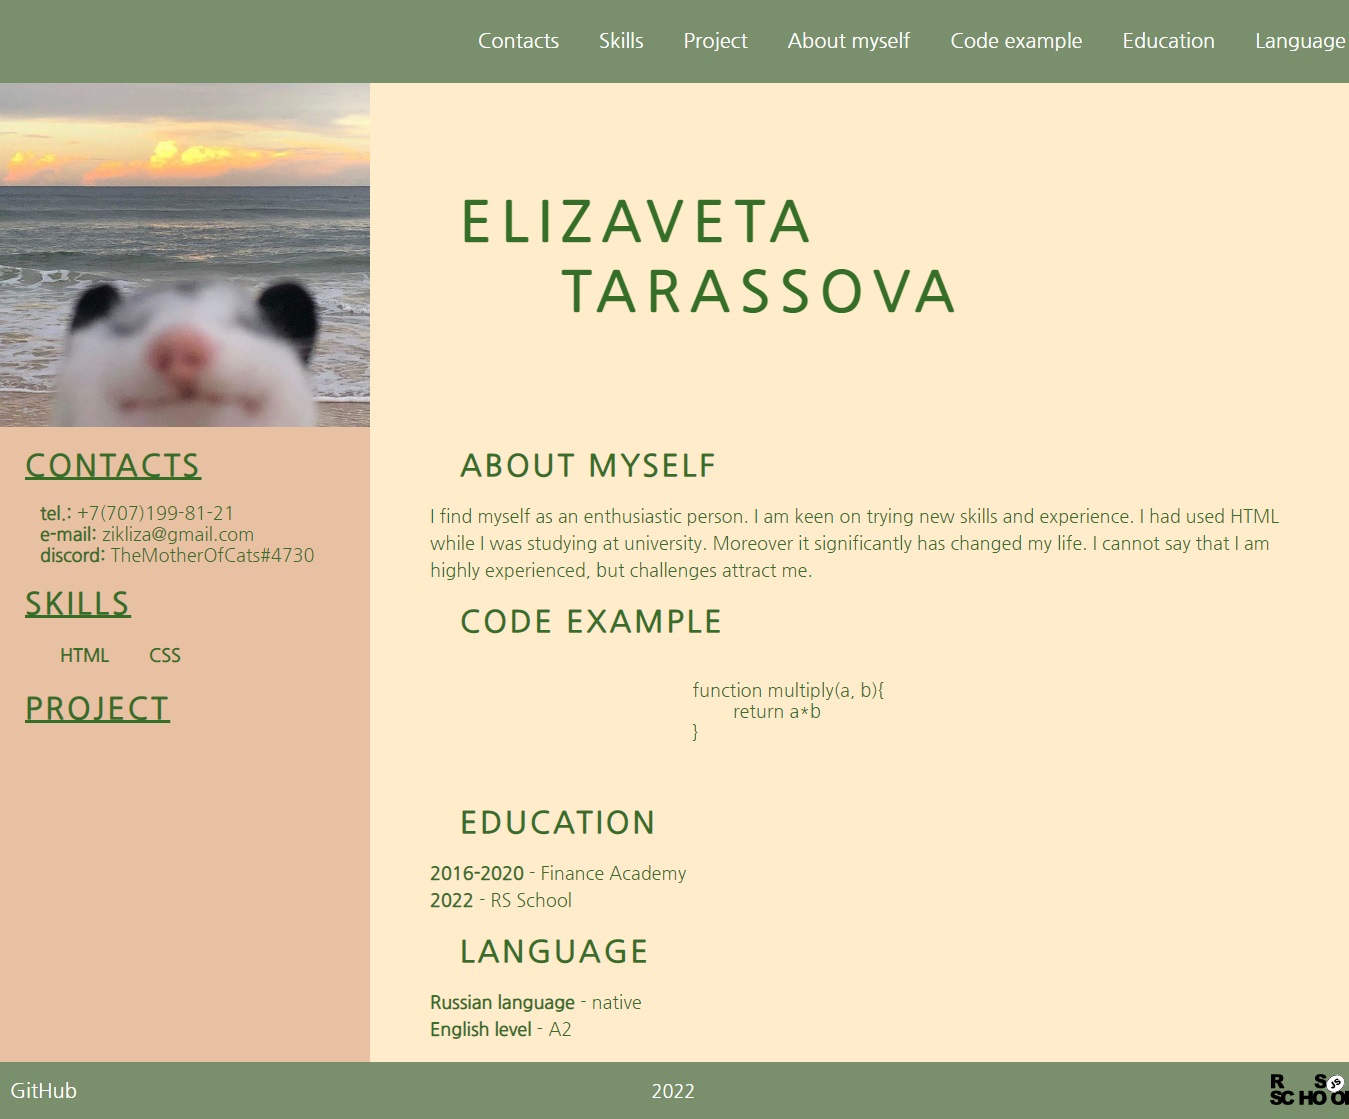 Contacts Skills Project About myself Code example Education Language
ELIZAVETA
TARASSOVA
CONTACTS
tel.: +7(707)199-81-21
e-mail: zikliza@gmail.com
discord: TheMotherOfCats#4730
SKILLS
HTML CSS
PROJECT
ABOUT MYSELF
I find myself as an enthusiastic person. I am keen on trying new skills and experience. I had used HTML
while I was studying at university. Moreover it significantly has changed my life. I cannot say that I am
highly experienced, but challenges attract me.
CODE EXAMPLE
function multiply(a, b){
return a*b
}
EDUCATION
2016-2020 - Finance Academy
2022 - RS School
LANGUAGE
Russian language - native
English level - A2
GitHub 2022
R S
SCHOO